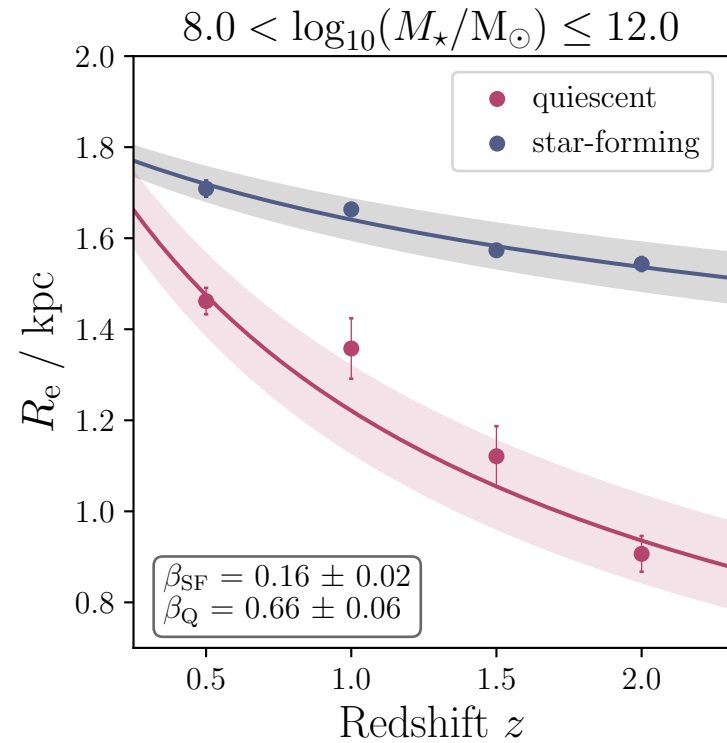 8.0 < log₁₀(M⋆/M⊙) ≤ 12.0
2.0
1.8
1.6
1.4
1.2
1.0
0.8
Rₑ / kpc
quiescent
star-forming
β_SF = 0.16 ± 0.02
β_Q = 0.66 ± 0.06
0.5 1.0 1.5 2.0
Redshift z